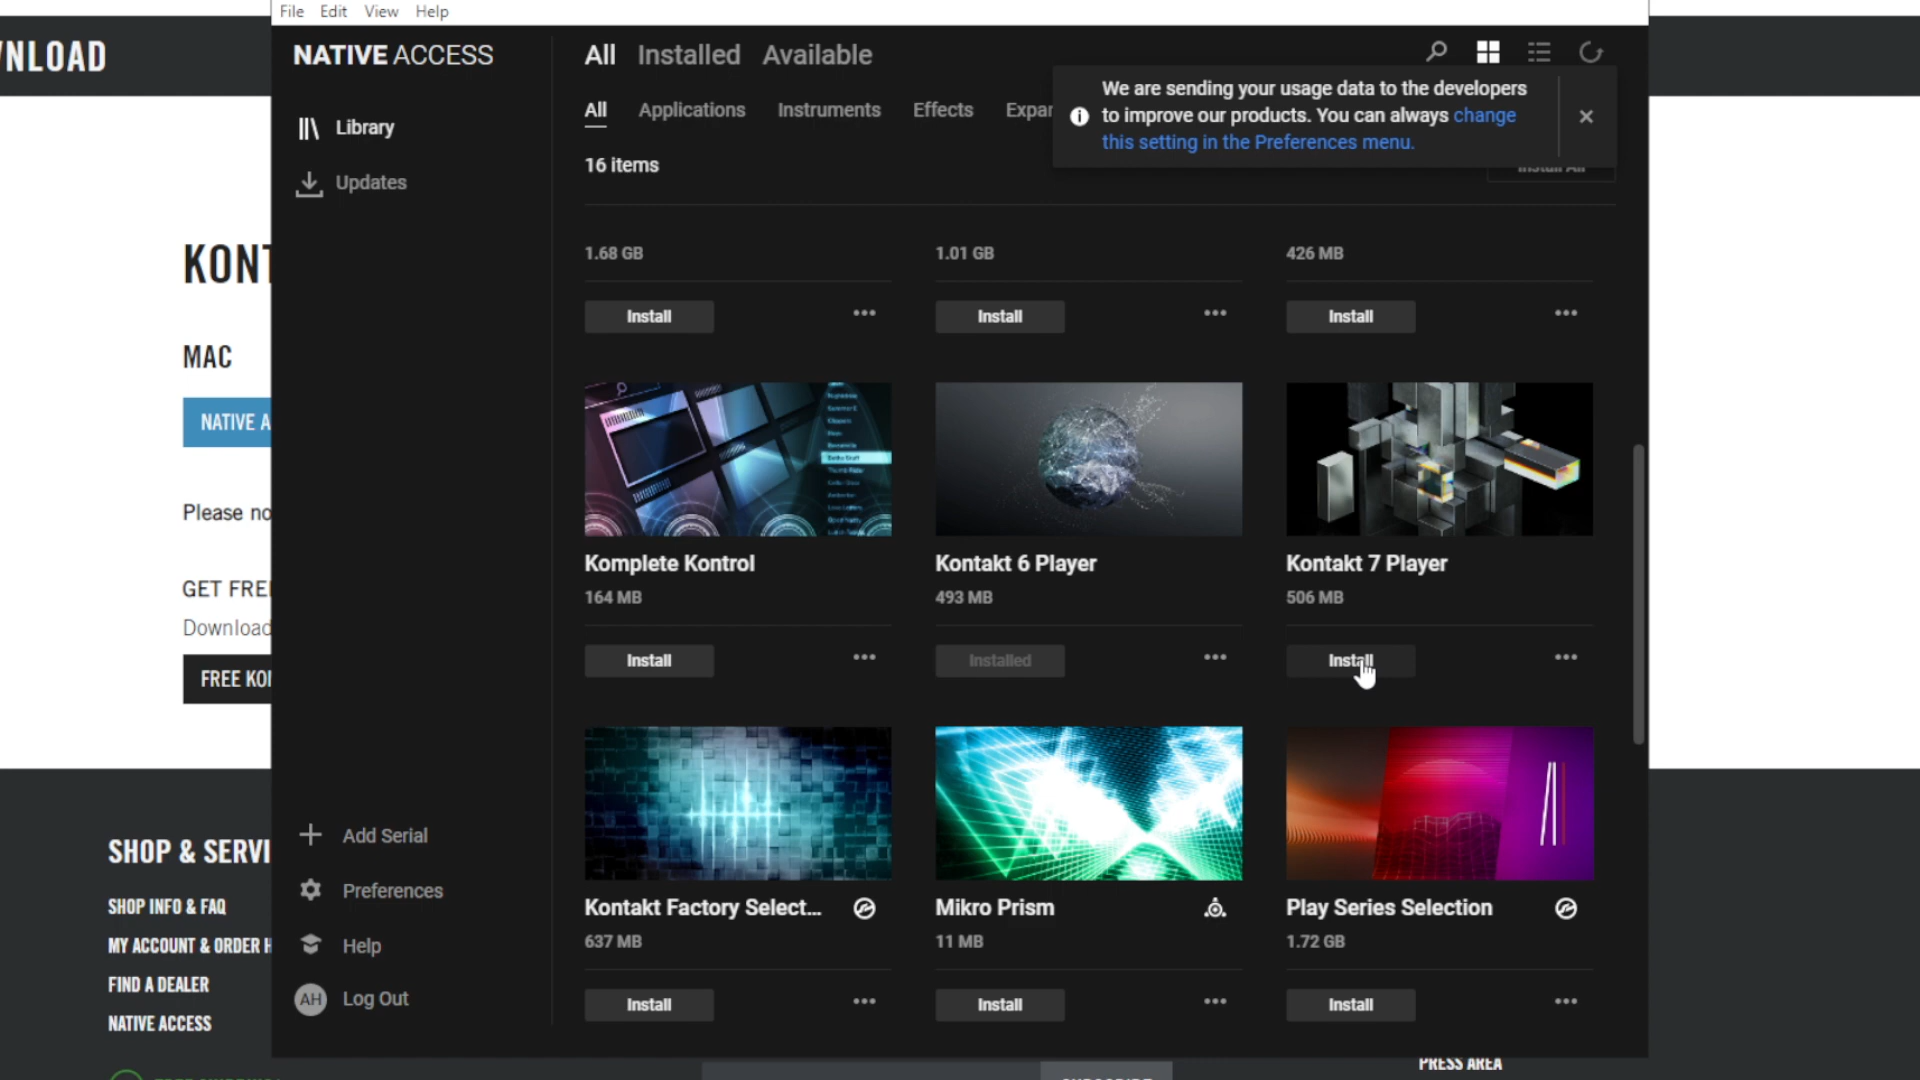 File Edit View Help
NLOAD
NATIVE ACCESS
All Installed Available
We are sending your usage data to the developers
to improve our products. You can always change
this setting in the Preferences menu.
All Applications Instruments Effects Expan
Library
16 items
Install All
Updates
1.68 GB 1.01 GB 426 MB
KONT
Install Install Install
MAC
NATIVE A
Please no
Komplete Kontrol Kontakt 6 Player Kontakt 7 Player
GET FREE
164 MB 493 MB 506 MB
Download
Install Installed Install
FREE KON
Add Serial
SHOP & SERVI
Preferences
SHOP INFO & FAQ
Kontakt Factory Select... Mikro Prism Play Series Selection
637 MB 11 MB 1.72 GB
MY ACCOUNT & ORDER H
Help
FIND A DEALER
AH Log Out
Install Install Install
NATIVE ACCESS
PRESS AREA